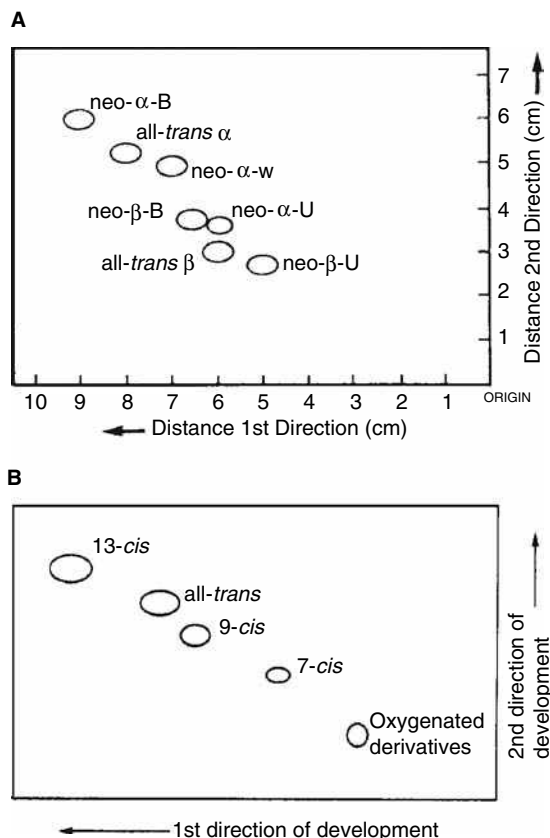 A
neo-α-B
all-trans α
neo-α-w
neo-β-B
neo-α-U
all-trans β
neo-β-U
7
6
5
4
3
2
1
Distance 2nd Direction (cm)
10 9 8 7 6 5 4 3 2 1 ORIGIN
Distance 1st Direction (cm)
B
13-cis
all-trans
9-cis
7-cis
Oxygenated
derivatives
2nd direction of
development
1st direction of development